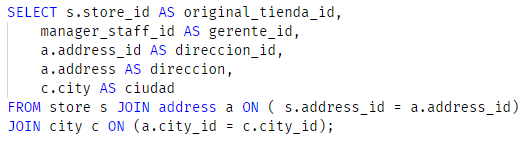 SELECT s.store_id AS original_tienda_id,
    manager_staff_id AS gerente_id,
    a.address_id AS direccion_id,
    a.address AS direccion,
    c.city AS ciudad
FROM store s JOIN address a ON ( s.address_id = a.address_id)
JOIN city c ON (a.city_id = c.city_id);